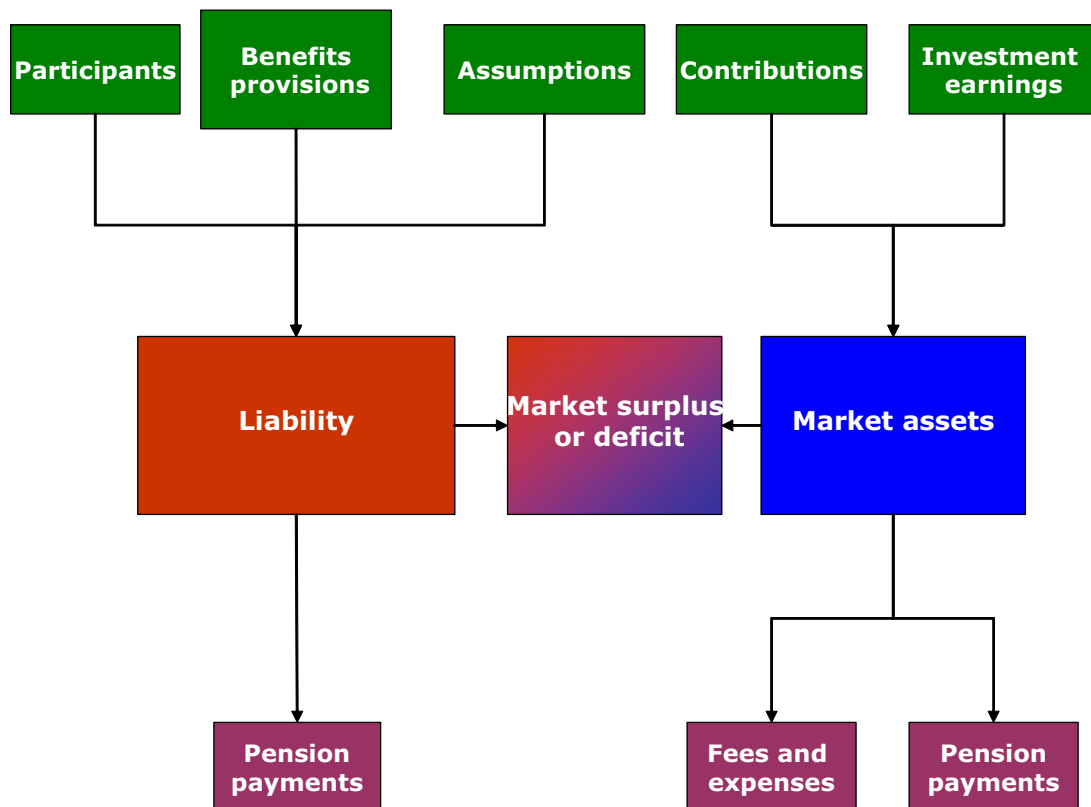 Participants
Benefits
provisions
Assumptions
Contributions
Investment
earnings
Liability
Market surplus
or deficit
Market assets
Pension
payments
Fees and
expenses
Pension
payments